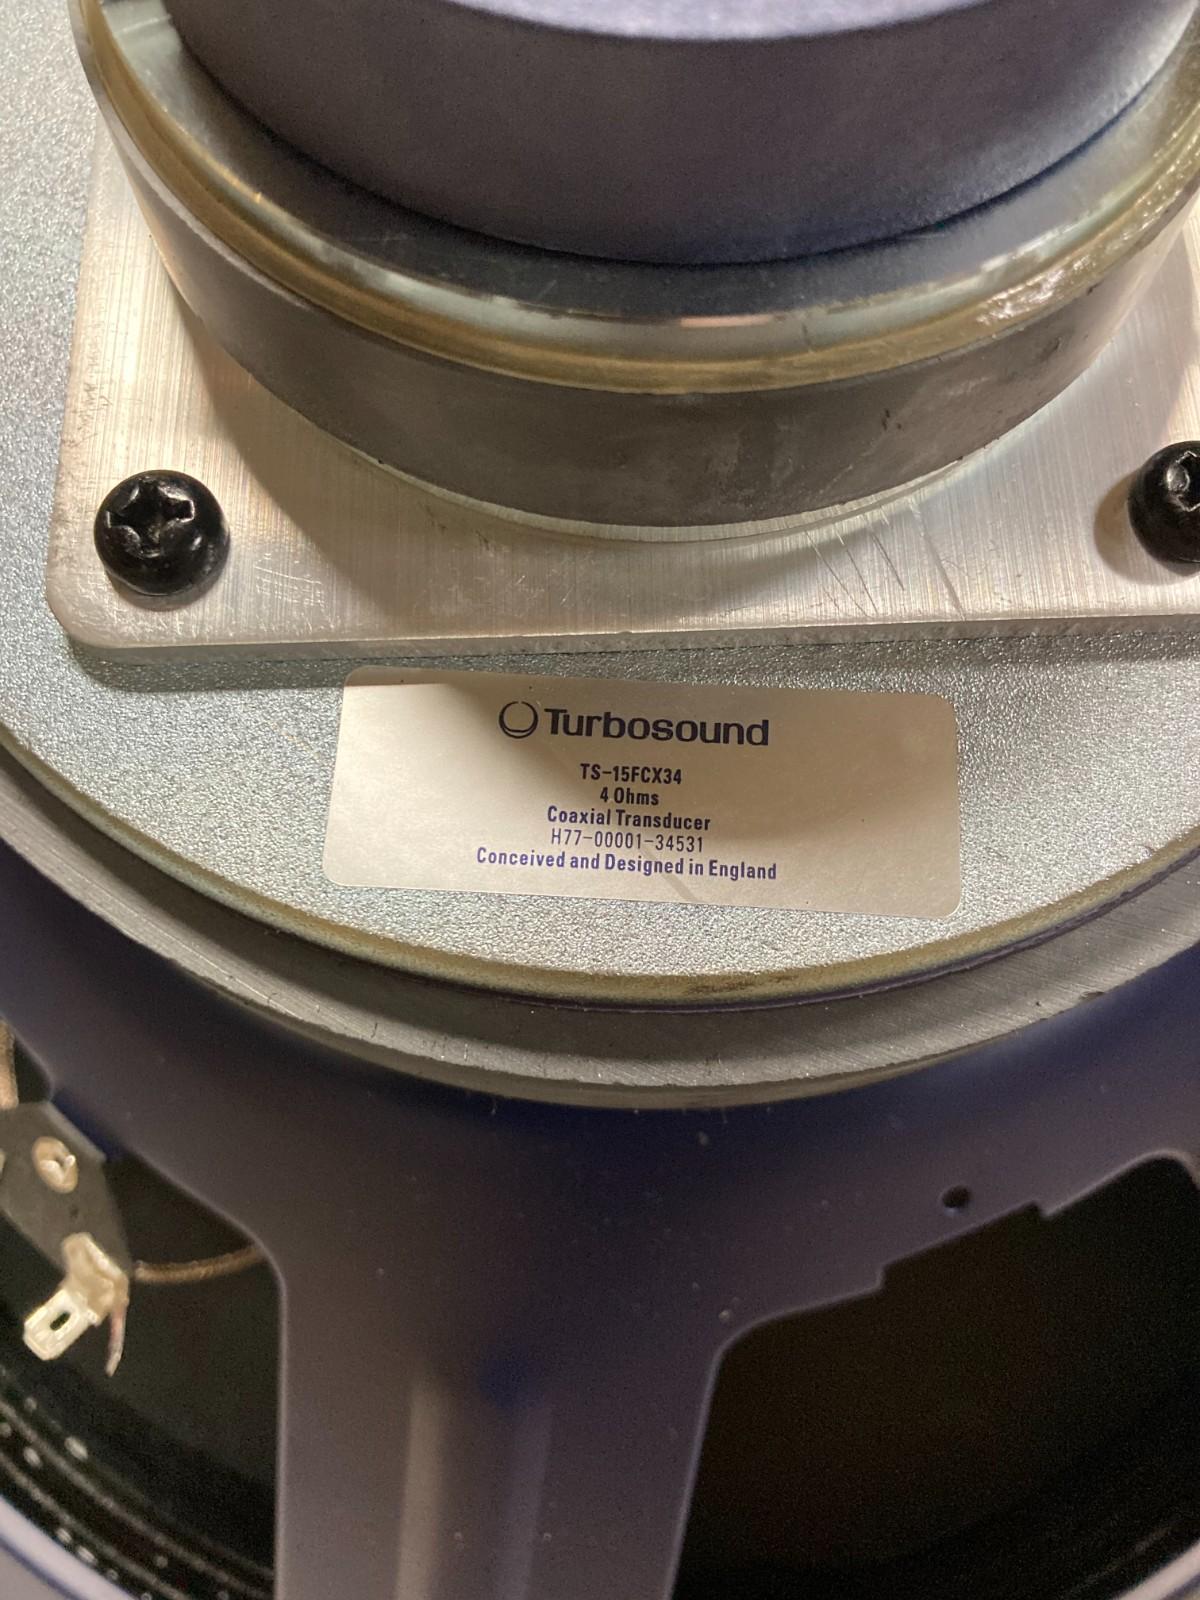 Turbosound
TS-15FCX34
4 Ohms
Coaxial Transducer
H77-00001-34531
Conceived and Designed in England